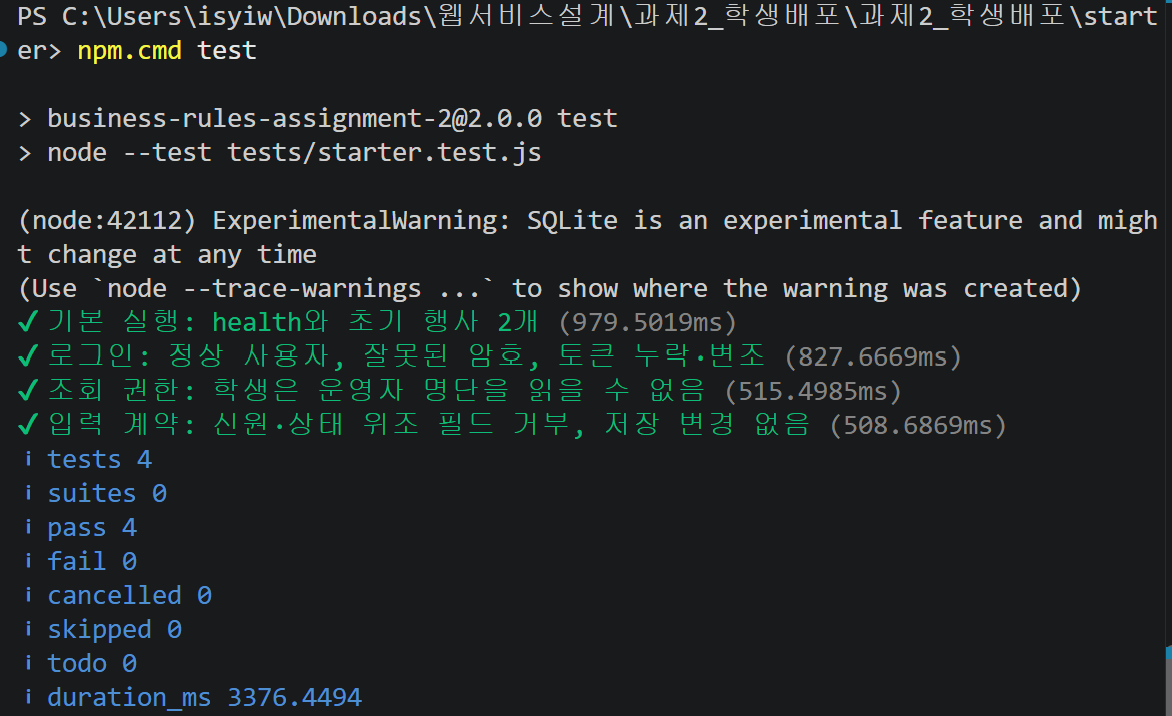 PS C:\Users\isyiw\Downloads\웹서비스설계\과제2_학생배포\과제2_학생배포\start
er> npm.cmd test
> business-rules-assignment-2@2.0.0 test
> node --test tests/starter.test.js
(node:42112) ExperimentalWarning: SQLite is an experimental feature and migh
t change at any time
(Use `node --trace-warnings ...` to show where the warning was created)
✔ 기본 실행: health와 초기 행사 2개 (979.5019ms)
✔ 로그인: 정상 사용자, 잘못된 암호, 토큰 누락·변조 (827.6669ms)
✔ 조회 권한: 학생은 운영자 명단을 읽을 수 없음 (515.4985ms)
✔ 입력 계약: 신원·상태 위조 필드 거부, 저장 변경 없음 (508.6869ms)
ℹ tests 4
ℹ suites 0
ℹ pass 4
ℹ fail 0
ℹ cancelled 0
ℹ skipped 0
ℹ todo 0
ℹ duration_ms 3376.4494